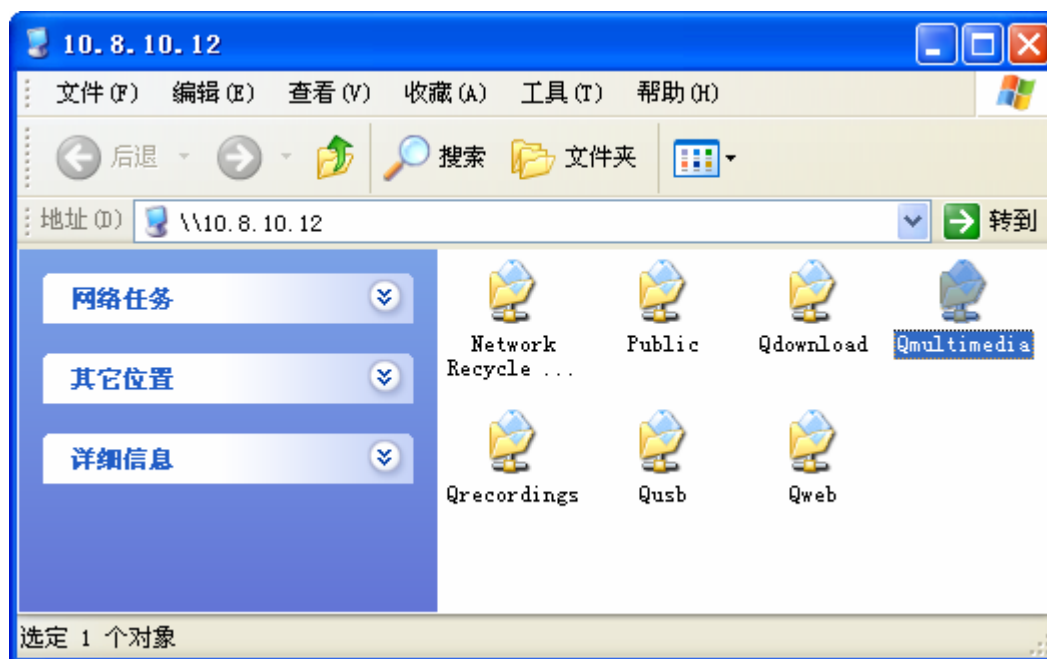 10.8.10.12
文件(F) 编辑(E) 查看(V) 收藏(A) 工具(T) 帮助(H)
后退 搜索 文件夹
地址(D) \\10.8.10.12 转到
网络任务
其它位置
详细信息
Network Recycle ...
Public
Qdownload
Qmultimedia
Qrecordings
Qusb
Qweb
选定 1 个对象